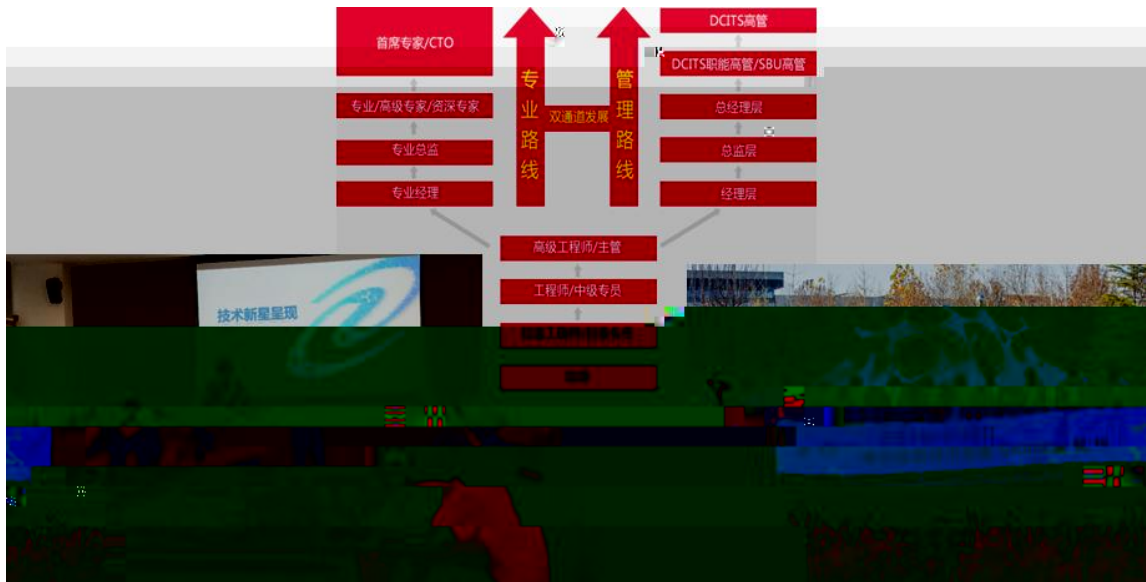 首席专家/CTO
专业/高级专家/资深专家
专业总监
专业经理
专业路线
双通道发展
管理路线
DCITS高管
DCITS职能高管/SBU高管
总经理层
总监层
经理层
高级工程师/主管
工程师/中级专员
技术新星呈现